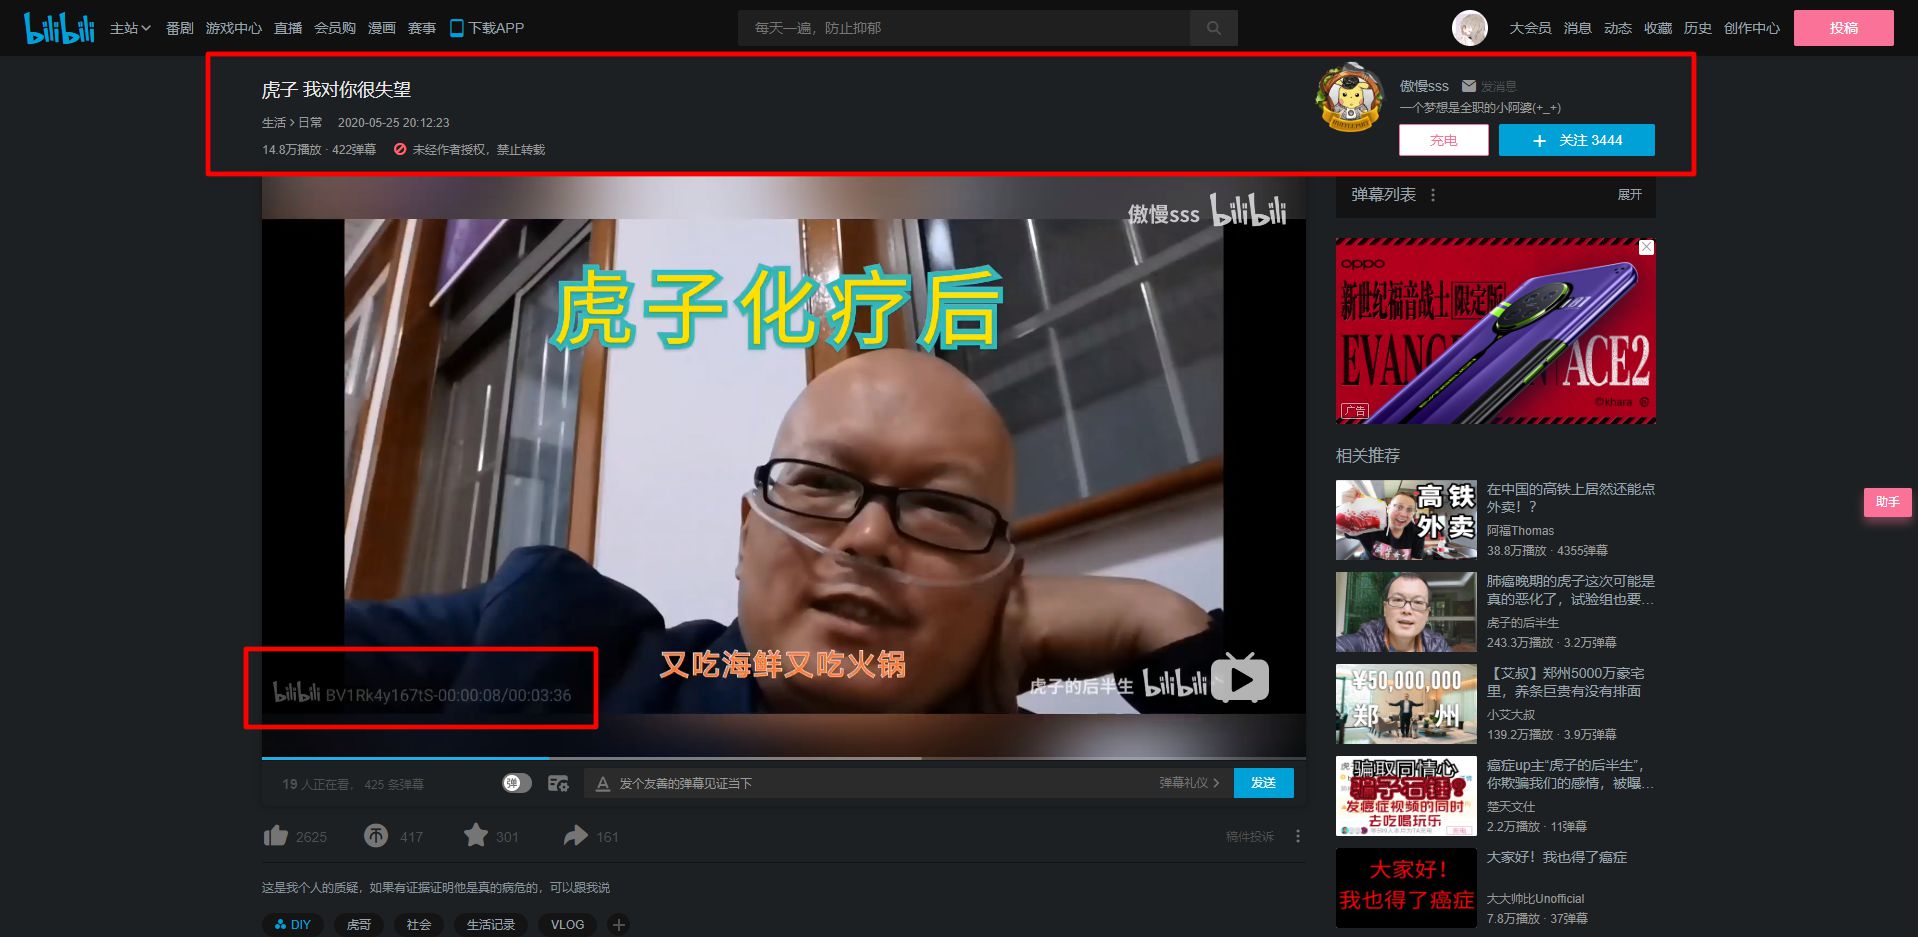 bilibili 主站 番剧 游戏中心 直播 会员购 漫画 赛事 下载APP 每天一遍，防止抑郁 大会员 消息 动态 收藏 历史 创作中心 投稿
虎子 我对你很失望
生活 > 日常 2020-05-25 20:12:23
14.8万播放 · 422弹幕 未经作者授权，禁止转载
傲慢sss 发消息
一个梦想是全职的小阿婆(+_+)
充电 + 关注 3444
傲慢sss bilibili
虎子化疗后
又吃海鲜又吃火锅
bilibili BV1Rk4y167tS-00:00:08/00:03:36
虎子的后半生 bilibili
19 人正在看， 425 条弹幕 弹 A 发个友善的弹幕见证当下 弹幕礼仪 > 发送
2625 417 301 161 稿件投诉
这是我个人的质疑，如果有证据证明他是真的病危的，可以跟我说
DIY 虎哥 社会 生活记录 VLOG +
弹幕列表 展开
oppo
新世纪福音战士 限定版
ACE2
©khara
广告
相关推荐
高铁
外卖
在中国的高铁上居然还能点
外卖！？
阿福Thomas
38.8万播放 · 4355弹幕
肺癌晚期的虎子这次可能是
真的恶化了，试验组也要...
虎子的后半生
243.3万播放 · 3.2万弹幕
¥50,000,000
郑 州
【艾叔】郑州5000万豪宅
里，养条巨贵有没有排面
小艾大叔
139.2万播放 · 3.9万弹幕
骗取同情心
骗子石锤?
发癌症视频的同时
去吃喝玩乐
癌症up主“虎子的后半生”，
你欺骗我们的感情，被曝...
楚天文仕
2.2万播放 · 11弹幕
大家好！
我也得了癌症
大家好！我也得了癌症
大大帅比Unofficial
7.8万播放 · 37弹幕
助手